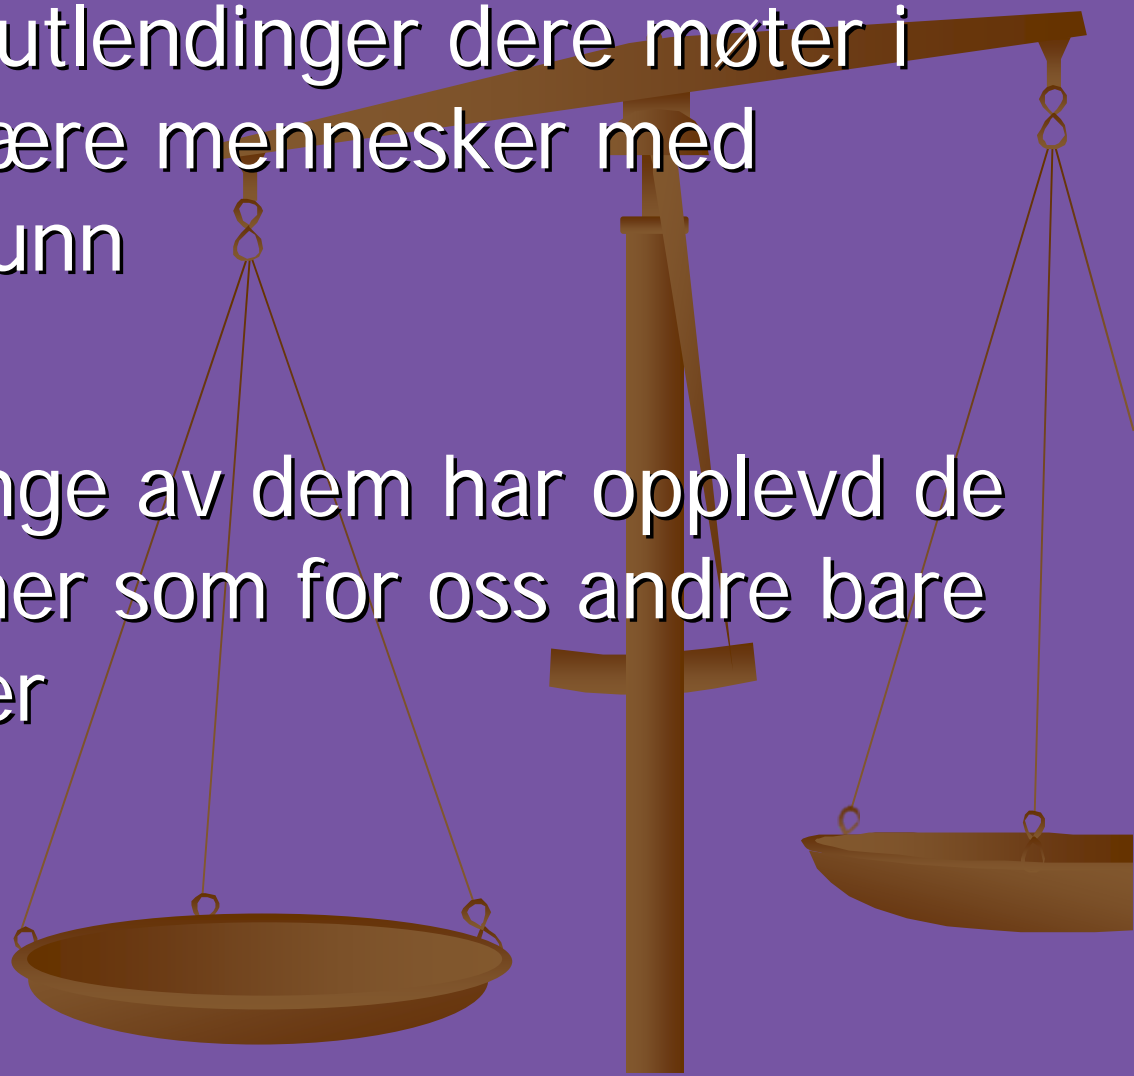 utlendinger dere møter i
ære mennesker med
unn
nge av dem har opplevd de
ner som for oss andre bare
er